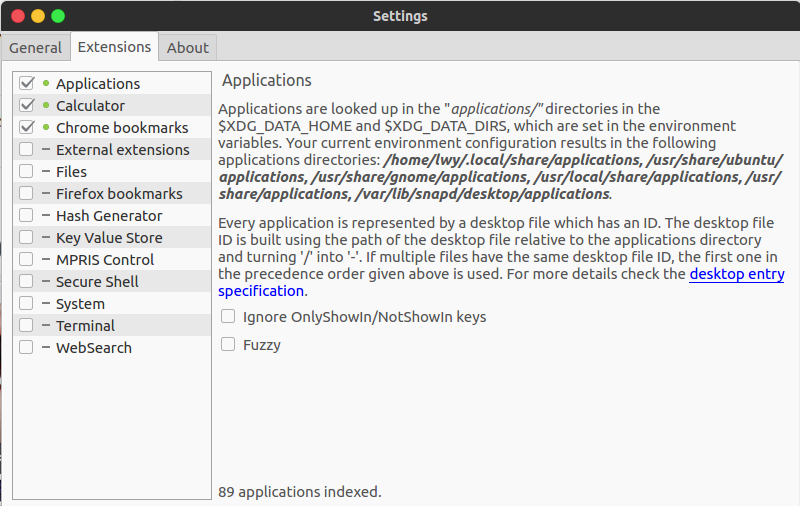 Settings
General
Extensions
About
Applications
Calculator
Chrome bookmarks
External extensions
Files
Firefox bookmarks
Hash Generator
Key Value Store
MPRIS Control
Secure Shell
System
Terminal
WebSearch
Applications
Applications are looked up in the "applications/" directories in the
$XDG_DATA_HOME and $XDG_DATA_DIRS, which are set in the environment
variables. Your current environment configuration results in the following
applications directories: /home/lwy/.local/share/applications, /usr/share/ubuntu/
applications, /usr/share/gnome/applications, /usr/local/share/applications, /usr/
share/applications, /var/lib/snapd/desktop/applications.
Every application is represented by a desktop file which has an ID. The desktop file
ID is built using the path of the desktop file relative to the applications directory
and turning '/' into '-'. If multiple files have the same desktop file ID, the first one in
the precedence order given above is used. For more details check the desktop entry
specification.
Ignore OnlyShowIn/NotShowIn keys
Fuzzy
89 applications indexed.